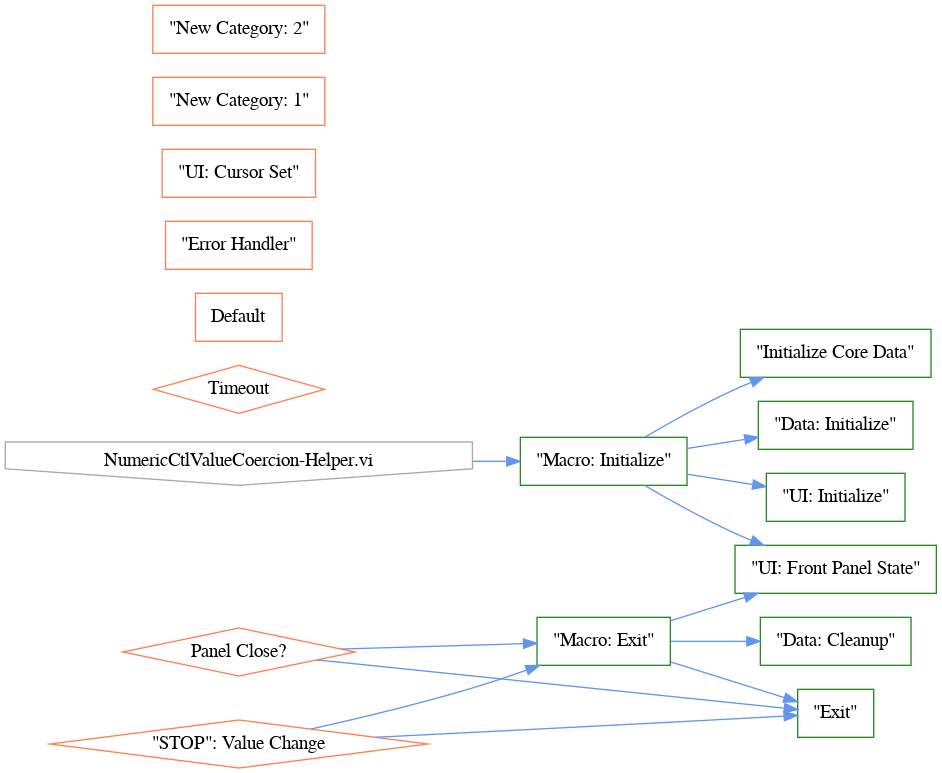 "New Category: 2"
"New Category: 1"
"UI: Cursor Set"
"Error Handler"
Default
Timeout
NumericCtlValueCoercion-Helper.vi
Panel Close?
"STOP": Value Change
"Macro: Initialize"
"Macro: Exit"
"Initialize Core Data"
"Data: Initialize"
"UI: Initialize"
"UI: Front Panel State"
"Data: Cleanup"
"Exit"